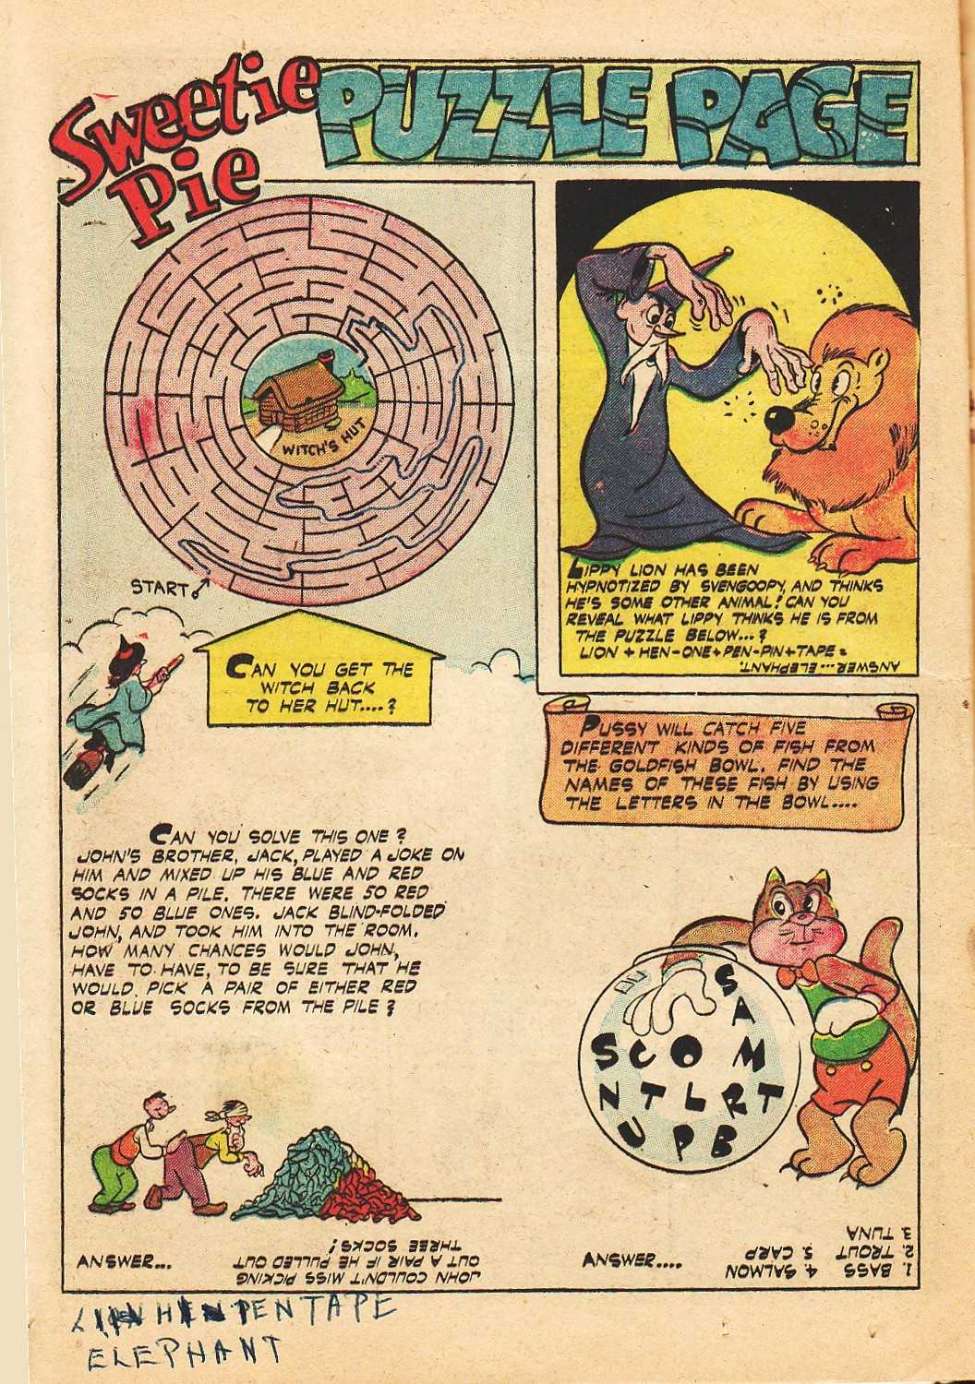 Sweetie Pie PUZZLE PAGE
WITCH'S HUT
START
CAN YOU GET THE
WITCH BACK
TO HER HUT....?
LIPPY LION HAS BEEN
HYPNOTIZED BY SVENGOOPY, AND THINKS
HE'S SOME OTHER ANIMAL! CAN YOU
REVEAL WHAT LIPPY THINKS HE IS FROM
THE PUZZLE BELOW...?
LION + HEN-ONE+PEN-PIN+TAPE=
ANSWER... ELEPHANT.
PUSSY WILL CATCH FIVE
DIFFERENT KINDS OF FISH FROM
THE GOLDFISH BOWL. FIND THE
NAMES OF THESE FISH BY USING
THE LETTERS IN THE BOWL....
CAN YOU SOLVE THIS ONE?
JOHN'S BROTHER, JACK, PLAYED A JOKE ON
HIM AND MIXED UP HIS BLUE AND RED
SOCKS IN A PILE. THERE WERE 50 RED
AND 50 BLUE ONES. JACK BLIND-FOLDED
JOHN, AND TOOK HIM INTO THE ROOM.
HOW MANY CHANCES WOULD JOHN,
HAVE TO HAVE, TO BE SURE THAT HE
WOULD PICK A PAIR OF EITHER RED
OR BLUE SOCKS FROM THE PILE?
S
A
S C O M
N T L R T
U P B
ANSWER...
JOHN COULDN'T MISS PICKING
OUT A PAIR IF HE PULLED OUT
THREE SOCKS!
ANSWER....
1. BASS 4. SALMON
2. TROUT 5. CARP
3. TUNA
LION HEN PEN TAPE
ELEPHANT